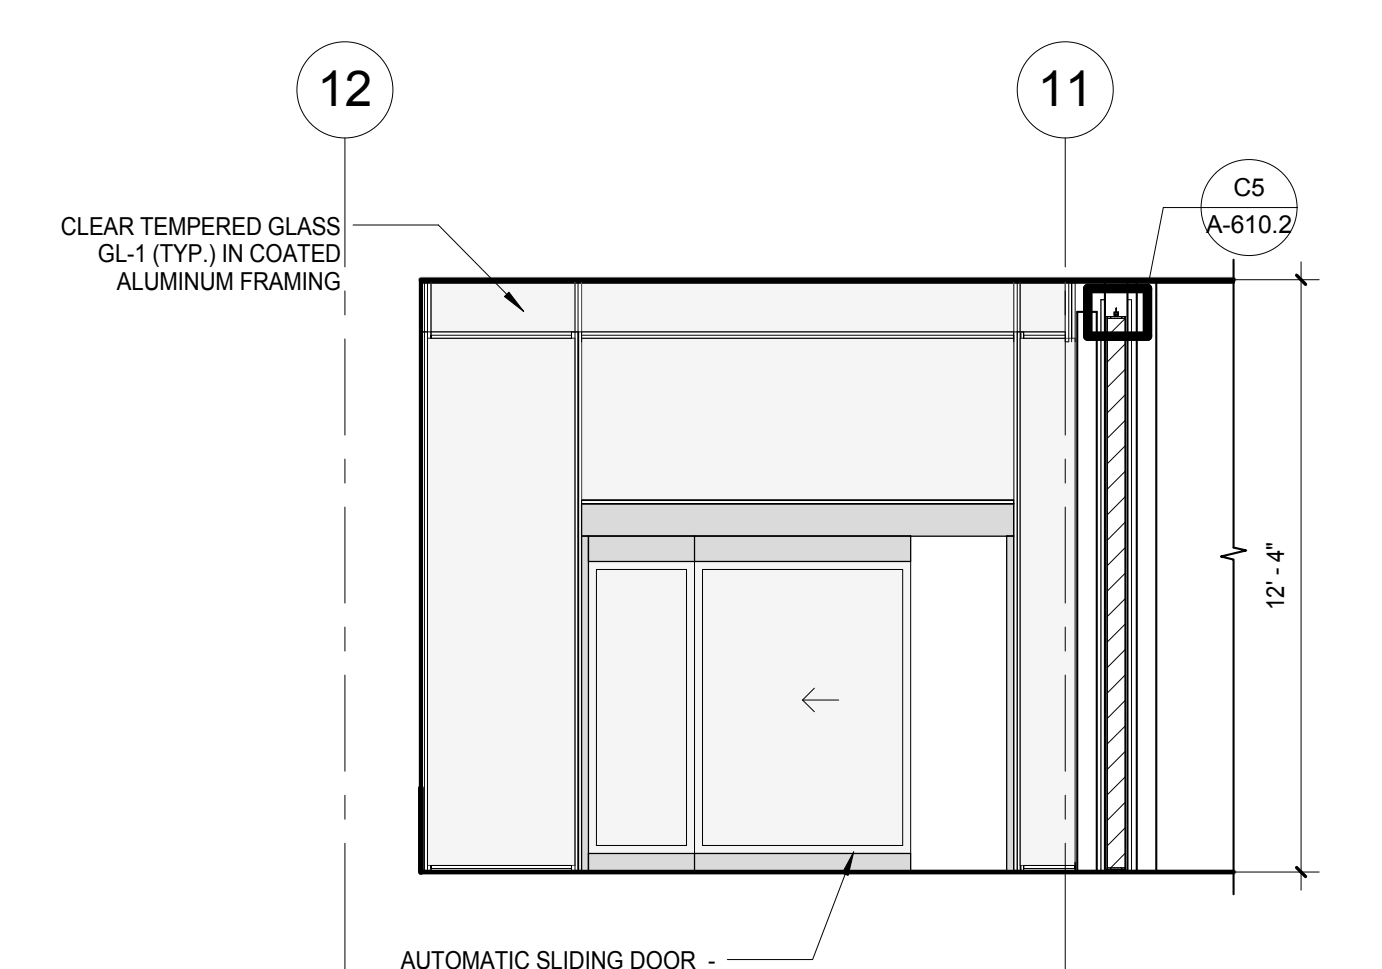 12
11
C5
A-610.2
CLEAR TEMPERED GLASS
GL-1 (TYP.) IN COATED
ALUMINUM FRAMING
12' - 4"
AUTOMATIC SLIDING DOOR -